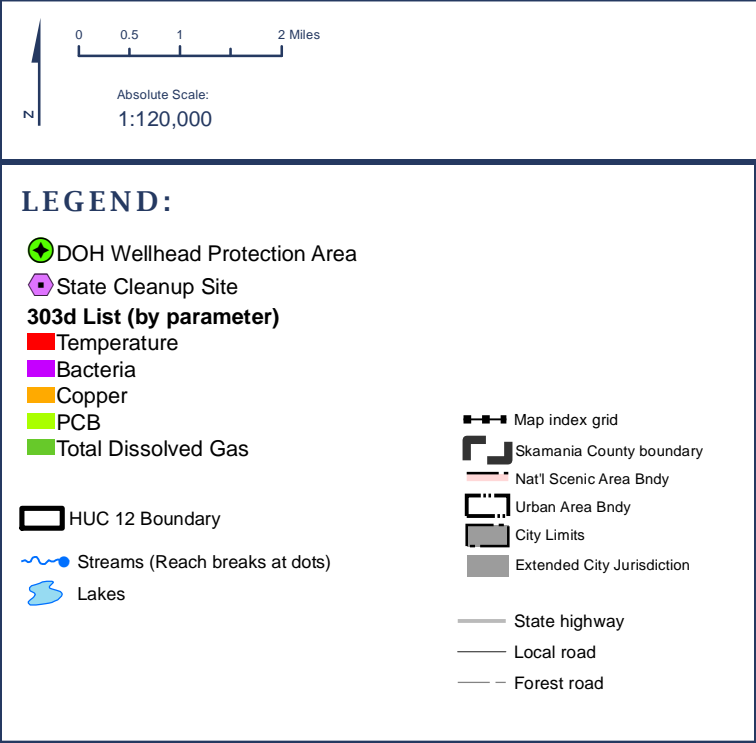 0 0.5 1 2 Miles
Absolute Scale:
1:120,000
N
LEGEND:
DOH Wellhead Protection Area
State Cleanup Site
303d List (by parameter)
Temperature
Bacteria
Copper
PCB
Total Dissolved Gas
HUC 12 Boundary
Streams (Reach breaks at dots)
Lakes
Map index grid
Skamania County boundary
Nat'l Scenic Area Bndy
Urban Area Bndy
City Limits
Extended City Jurisdiction
State highway
Local road
Forest road